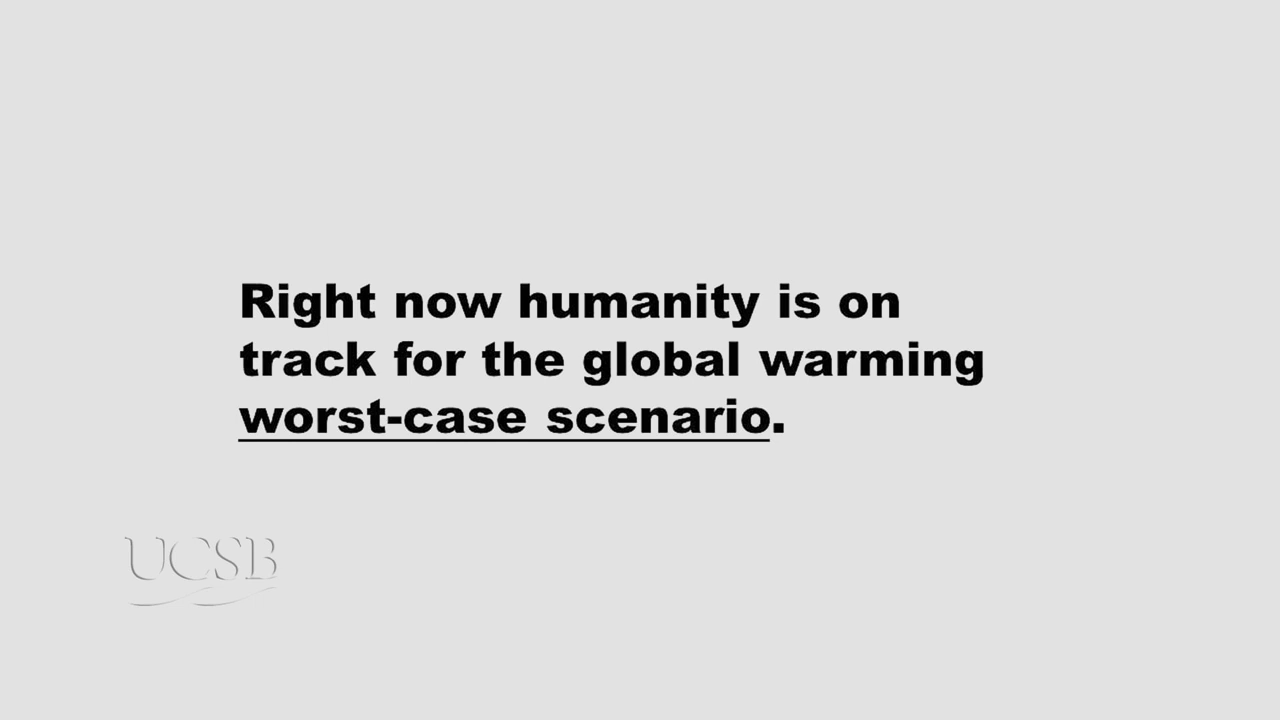 Right now humanity is on
track for the global warming
worst-case scenario.
UCSB